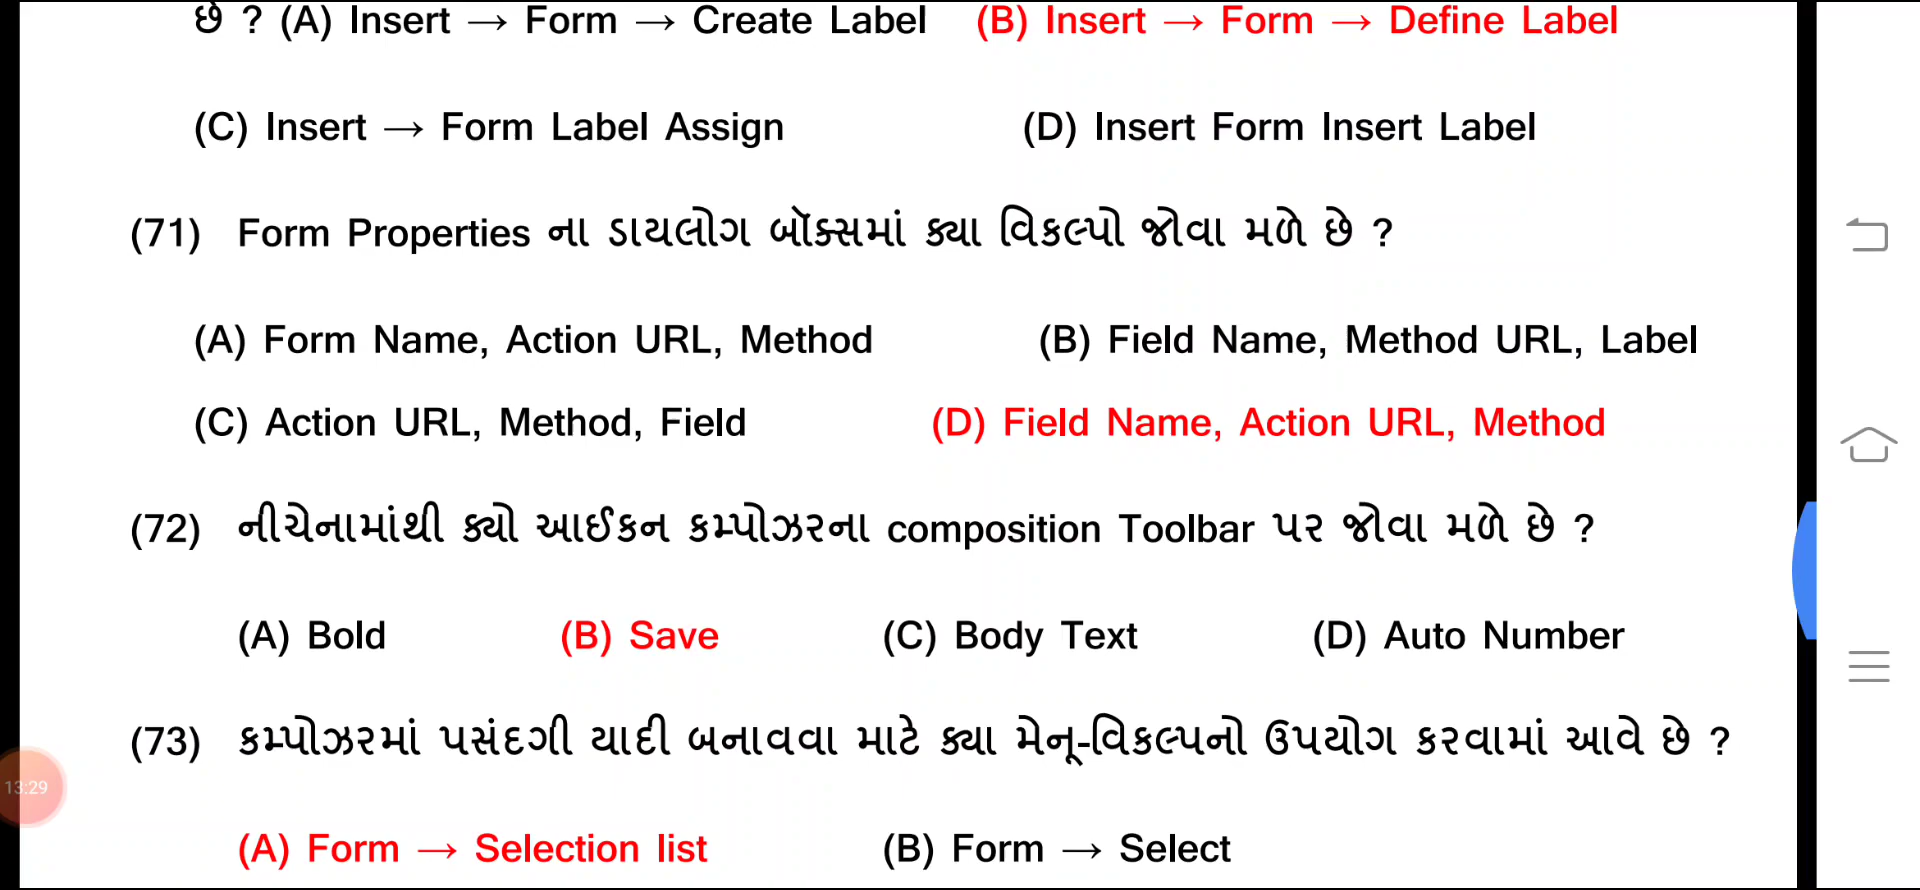 છે ? (A) Insert → Form → Create Label (B) Insert → Form → Define Label
(C) Insert → Form Label Assign (D) Insert Form Insert Label
(71) Form Properties ના ડાયલોગ બૉક્સમાં ક્યા વિકલ્પો જોવા મળે છે ?
(A) Form Name, Action URL, Method (B) Field Name, Method URL, Label
(C) Action URL, Method, Field (D) Field Name, Action URL, Method
(72) નીચેનામાંથી ક્યો આઈકન કમ્પોઝરના composition Toolbar પર જોવા મળે છે ?
(A) Bold (B) Save (C) Body Text (D) Auto Number
(73) કમ્પોઝરમાં પસંદગી યાદી બનાવવા માટે ક્યા મેનૂ-વિકલ્પનો ઉપયોગ કરવામાં આવે છે ?
13:29
(A) Form → Selection list (B) Form → Select